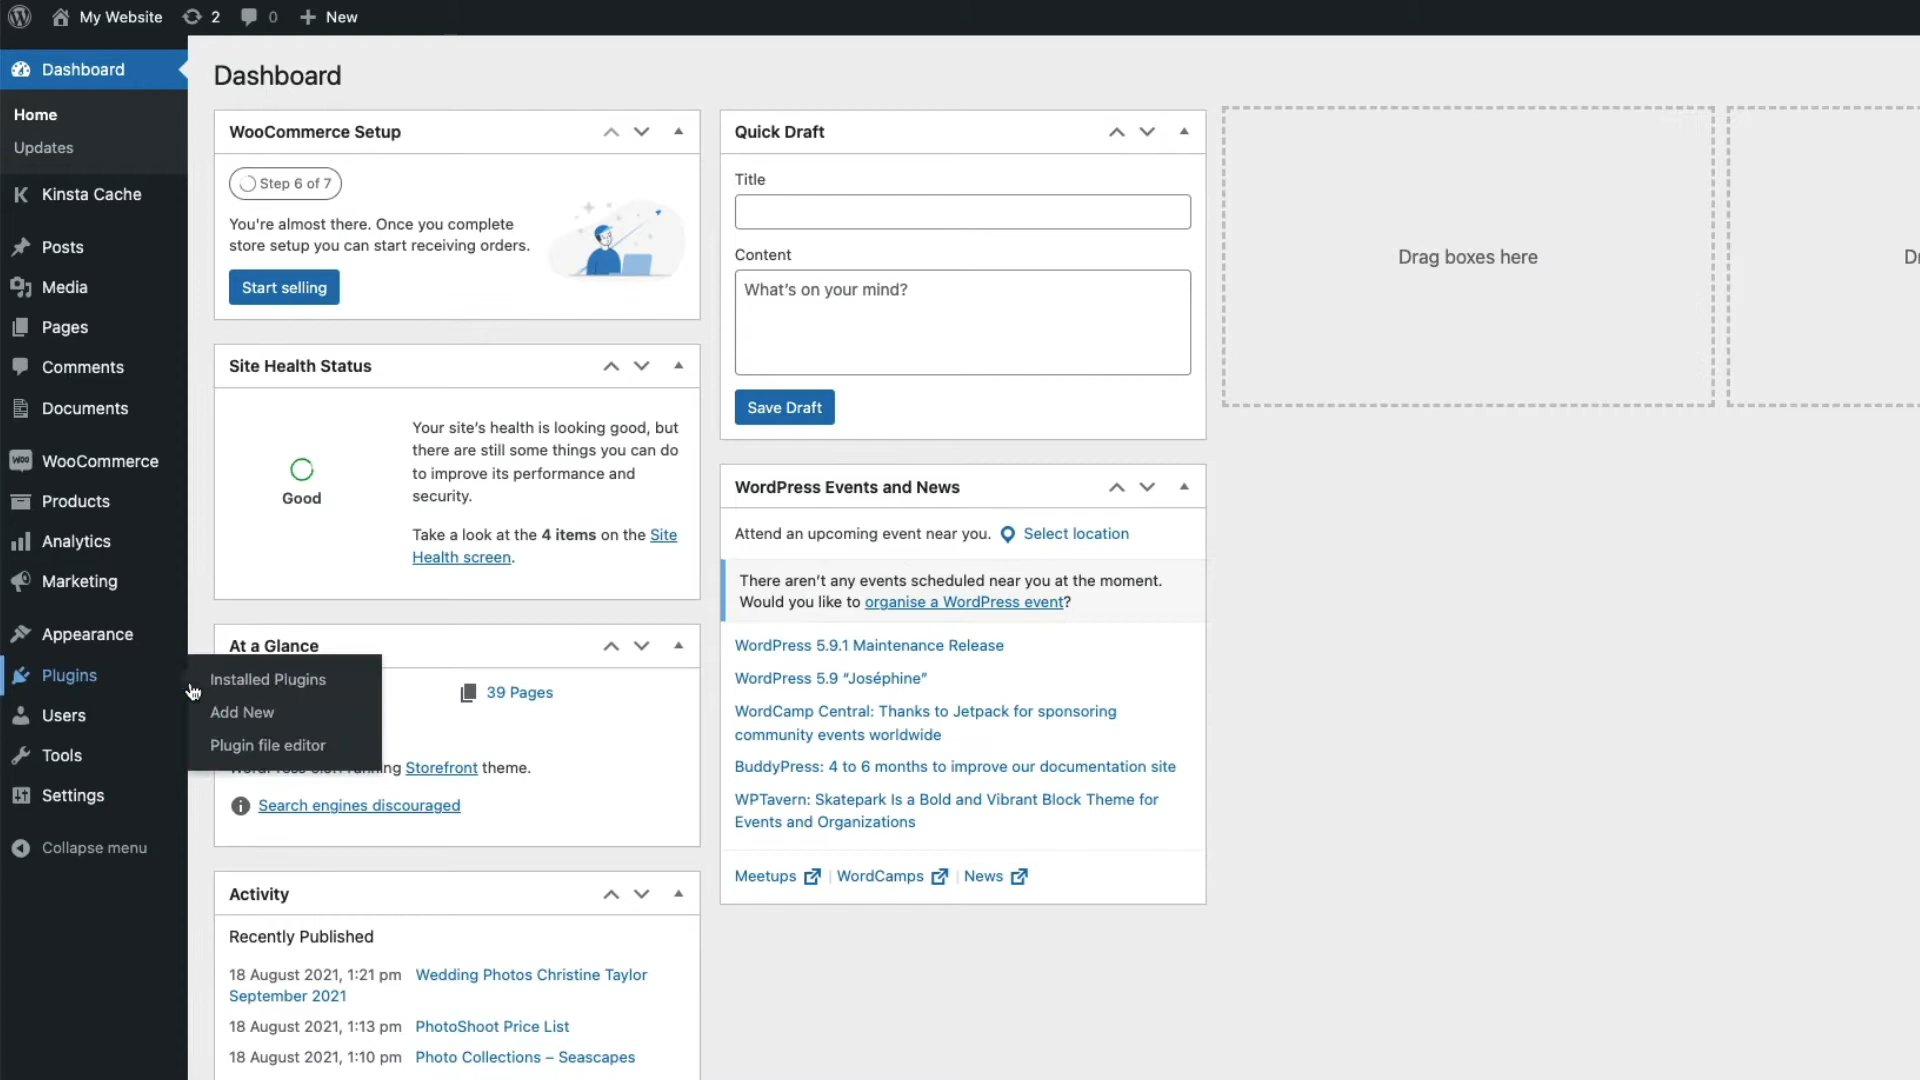 My Website
2
0
New
Dashboard
Home
Updates
Kinsta Cache
Posts
Media
Pages
Comments
Documents
WooCommerce
Products
Analytics
Marketing
Appearance
Plugins
Users
Tools
Settings
Collapse menu
Installed Plugins
Add New
Plugin file editor
Dashboard
WooCommerce Setup
Step 6 of 7
You're almost there. Once you complete
store setup you can start receiving orders.
Start selling
Site Health Status
Good
Your site's health is looking good, but
there are still some things you can do
to improve its performance and
security.
Take a look at the 4 items on the Site
Health screen.
At a Glance
39 Pages
Storefront theme.
Search engines discouraged
Activity
Recently Published
18 August 2021, 1:21 pm Wedding Photos Christine Taylor
September 2021
18 August 2021, 1:13 pm PhotoShoot Price List
18 August 2021, 1:10 pm Photo Collections – Seascapes
Quick Draft
Title
Content
What's on your mind?
Save Draft
WordPress Events and News
Attend an upcoming event near you. Select location
There aren't any events scheduled near you at the moment.
Would you like to organise a WordPress event?
WordPress 5.9.1 Maintenance Release
WordPress 5.9 “Joséphine”
WordCamp Central: Thanks to Jetpack for sponsoring
community events worldwide
BuddyPress: 4 to 6 months to improve our documentation site
WPTavern: Skatepark Is a Bold and Vibrant Block Theme for
Events and Organizations
Meetups | WordCamps | News
Drag boxes here